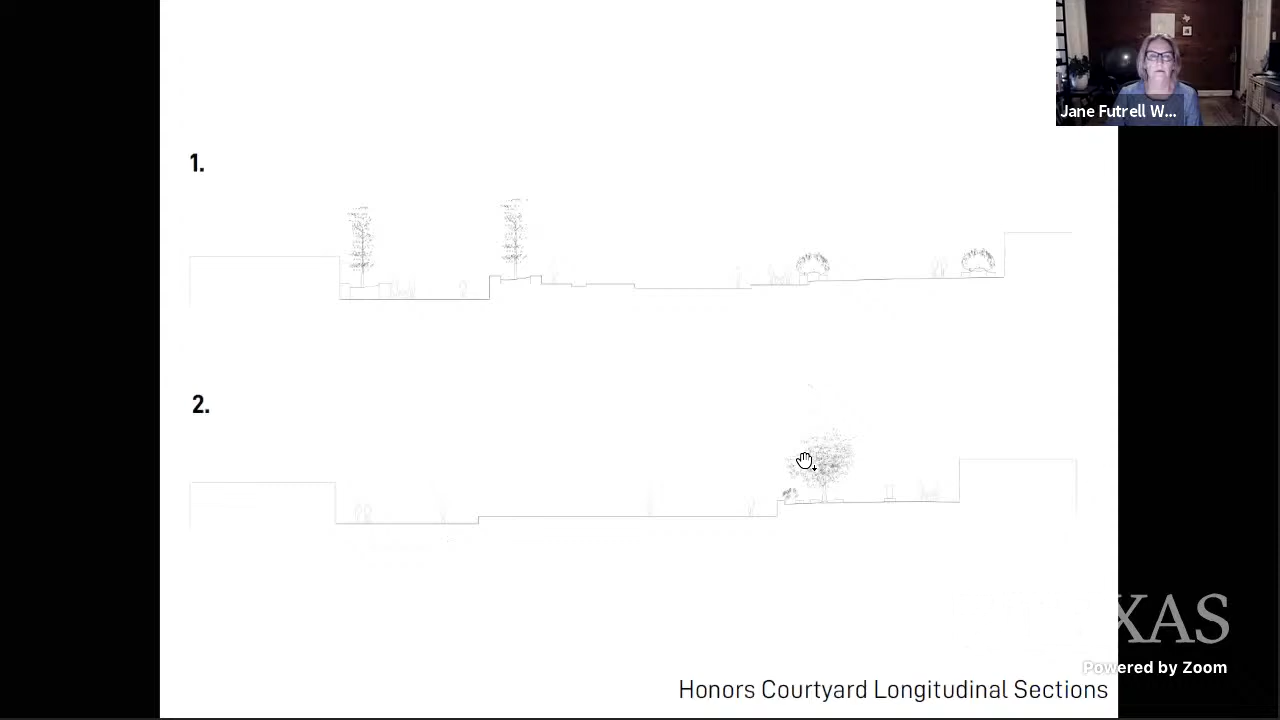 Jane Futrell W...
1.
2.
XAS
Powered by Zoom
Honors Courtyard Longitudinal Sections